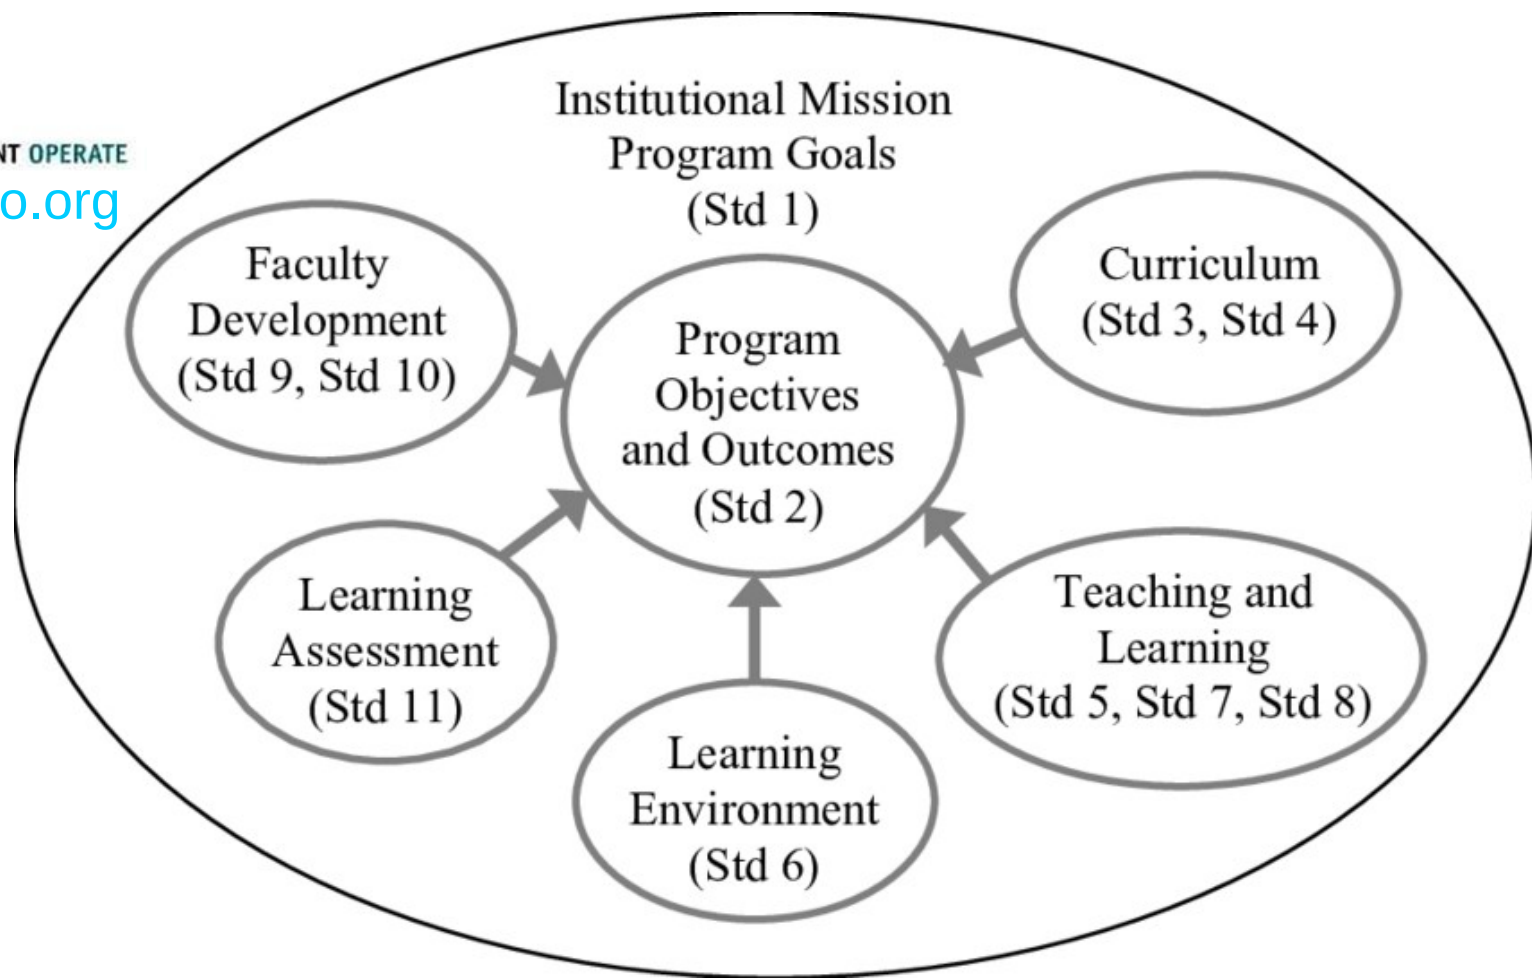 Institutional Mission
Program Goals
(Std 1)
NT OPERATE
o.org
Faculty
Development
(Std 9, Std 10)
Curriculum
(Std 3, Std 4)
Program
Objectives
and Outcomes
(Std 2)
Learning
Assessment
(Std 11)
Teaching and
Learning
(Std 5, Std 7, Std 8)
Learning
Environment
(Std 6)